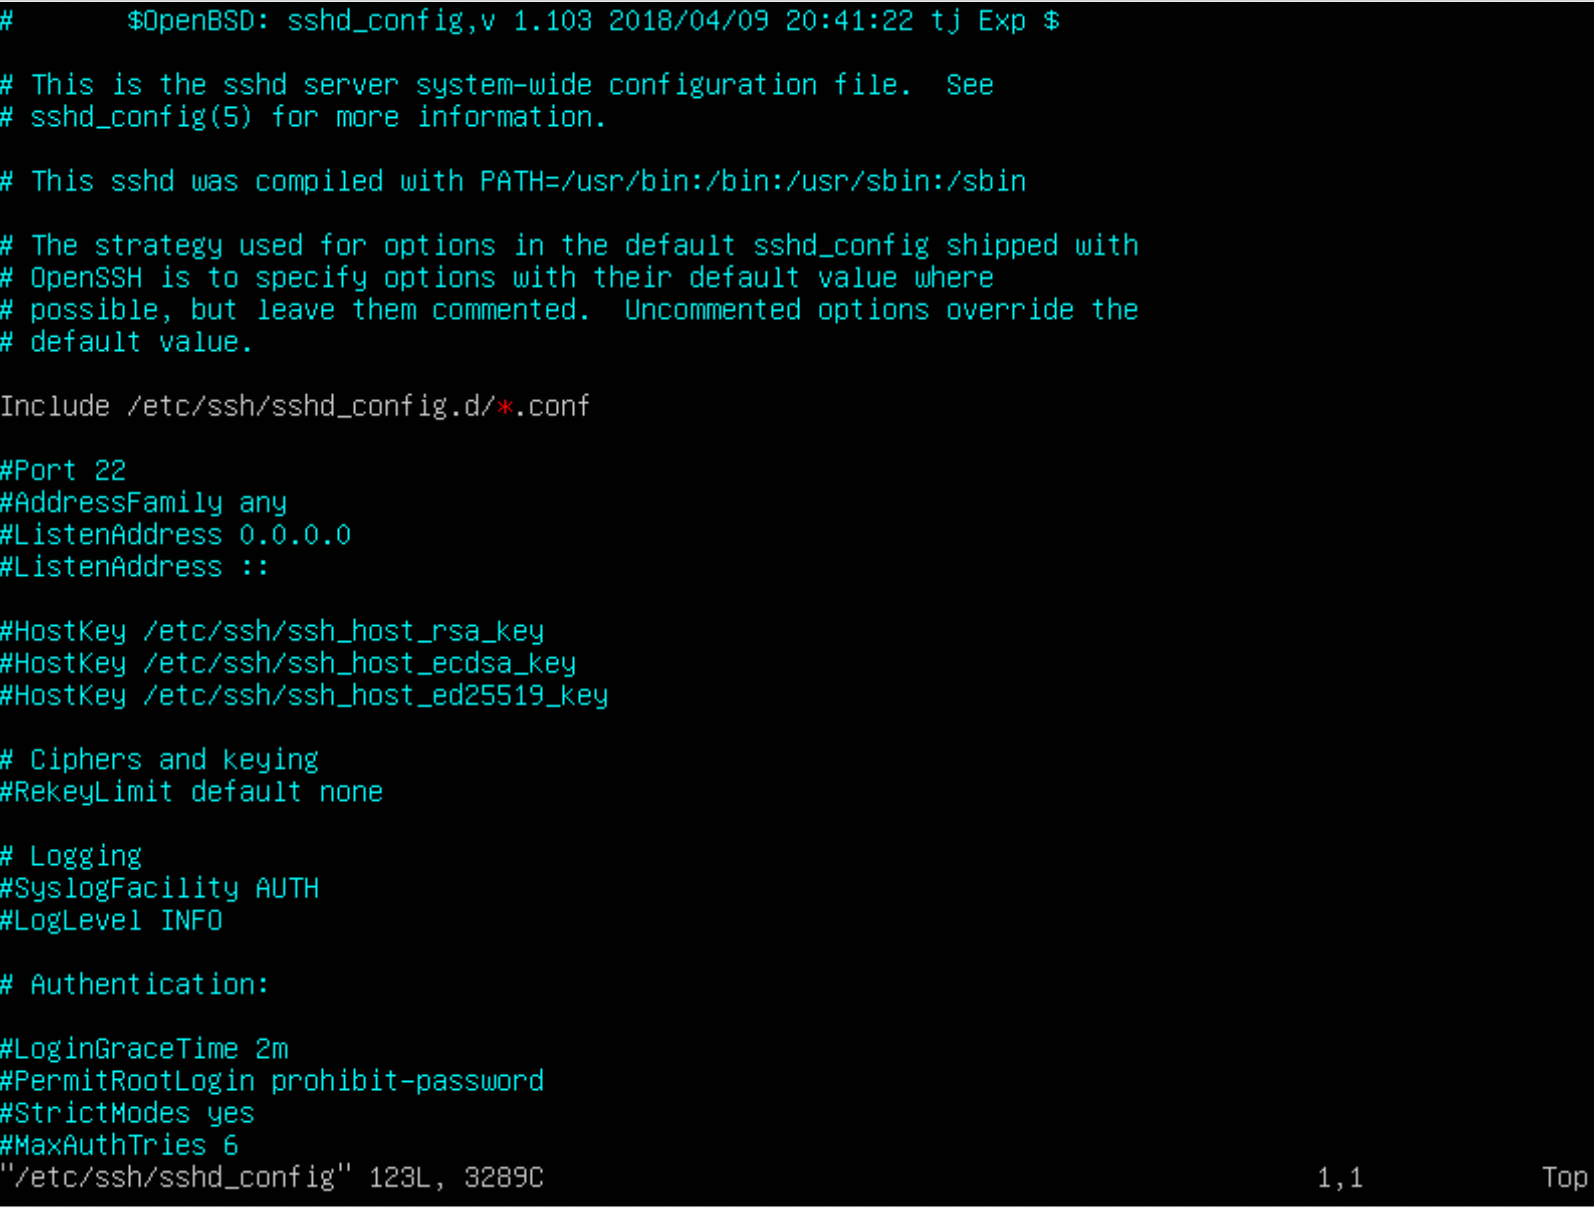 #       $OpenBSD: sshd_config,v 1.103 2018/04/09 20:41:22 tj Exp $
# This is the sshd server system-wide configuration file.  See
# sshd_config(5) for more information.
# This sshd was compiled with PATH=/usr/bin:/bin:/usr/sbin:/sbin
# The strategy used for options in the default sshd_config shipped with
# OpenSSH is to specify options with their default value where
# possible, but leave them commented.  Uncommented options override the
# default value.
Include /etc/ssh/sshd_config.d/*.conf
#Port 22
#AddressFamily any
#ListenAddress 0.0.0.0
#ListenAddress ::
#HostKey /etc/ssh/ssh_host_rsa_key
#HostKey /etc/ssh/ssh_host_ecdsa_key
#HostKey /etc/ssh/ssh_host_ed25519_key
# Ciphers and keying
#RekeyLimit default none
# Logging
#SyslogFacility AUTH
#LogLevel INFO
# Authentication:
#LoginGraceTime 2m
#PermitRootLogin prohibit-password
#StrictModes yes
#MaxAuthTries 6
"/etc/ssh/sshd_config" 123L, 3289C 1,1 Top